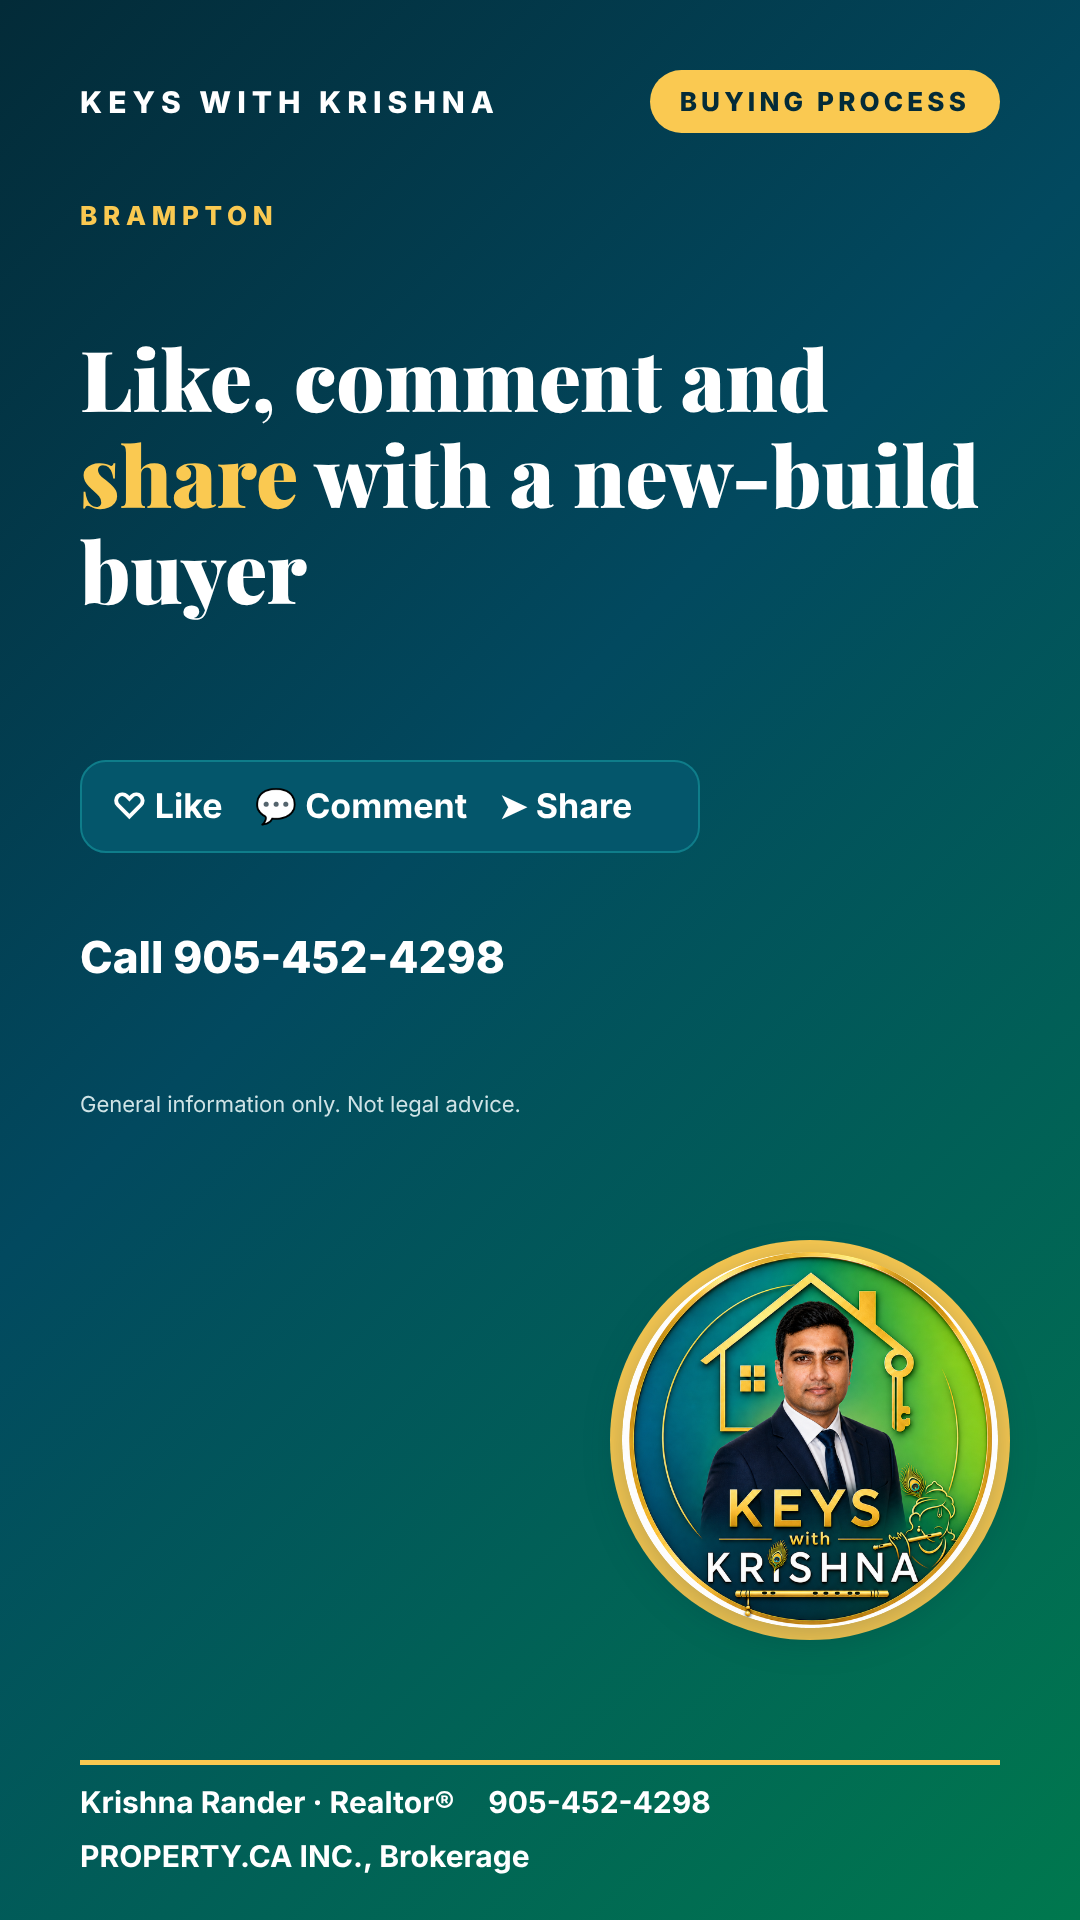 KEYS WITH KRISHNA
BUYING PROCESS
BRAMPTON
Like, comment and
share with a new-build
buyer
♡ Like 💬 Comment ➤ Share
Call 905-452-4298
General information only. Not legal advice.
KEYS
with
KRISHNA
Krishna Rander · Realtor® 905-452-4298
PROPERTY.CA INC., Brokerage